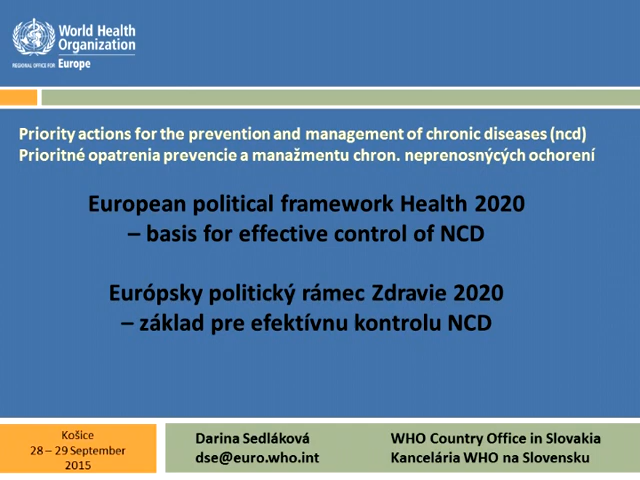 World Health
Organization
REGIONAL OFFICE FOR Europe
Priority actions for the prevention and management of chronic diseases (ncd)
Prioritné opatrenia prevencie a manažmentu chron. neprenosnýcých ochorení
European political framework Health 2020
– basis for effective control of NCD
Európsky politický rámec Zdravie 2020
– základ pre efektívnu kontrolu NCD
Košice
28 – 29 September
2015
Darina Sedláková
dse@euro.who.int
WHO Country Office in Slovakia
Kancelária WHO na Slovensku